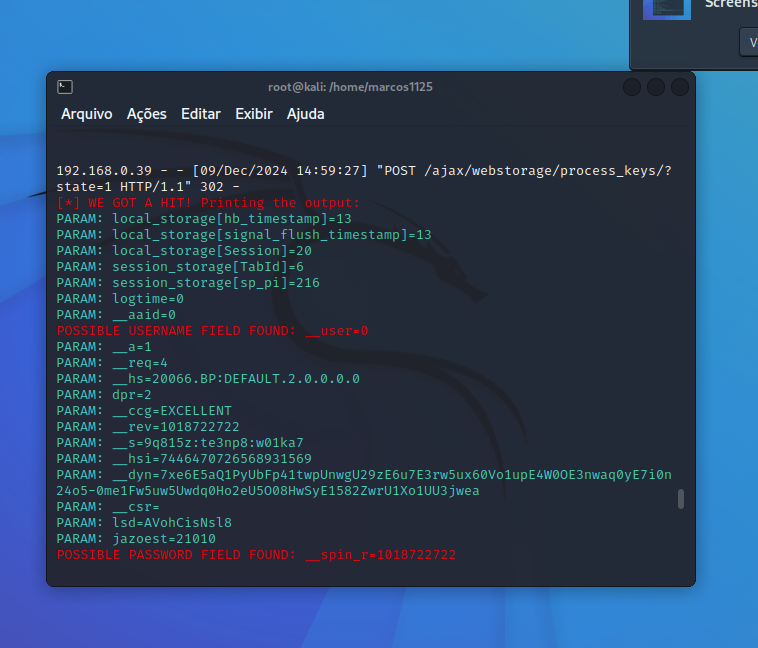 Screens
V
root@kali: /home/marcos1125
Arquivo Ações Editar Exibir Ajuda
192.168.0.39 - - [09/Dec/2024 14:59:27] "POST /ajax/webstorage/process_keys/?
state=1 HTTP/1.1" 302 -
[*] WE GOT A HIT! Printing the output:
PARAM: local_storage[hb_timestamp]=13
PARAM: local_storage[signal_flush_timestamp]=13
PARAM: local_storage[Session]=20
PARAM: session_storage[TabId]=6
PARAM: session_storage[sp_pi]=216
PARAM: logtime=0
PARAM: __aaid=0
POSSIBLE USERNAME FIELD FOUND: __user=0
PARAM: __a=1
PARAM: __req=4
PARAM: __hs=20066.BP:DEFAULT.2.0.0.0.0
PARAM: dpr=2
PARAM: __ccg=EXCELLENT
PARAM: __rev=1018722722
PARAM: __s=9q815z:te3np8:w01ka7
PARAM: __hsi=7446470726568931569
PARAM: __dyn=7xe6E5aQ1PyUbFp41twpUnwgU29zE6u7E3rw5ux60Vo1upE4W0OE3nwaq0yE7i0n
24o5-0me1Fw5uw5Uwdq0Ho2eU5O08HwSyE1582ZwrU1Xo1UU3jwea
PARAM: __csr=
PARAM: lsd=AVohCisNsl8
PARAM: jazoest=21010
POSSIBLE PASSWORD FIELD FOUND: __spin_r=1018722722